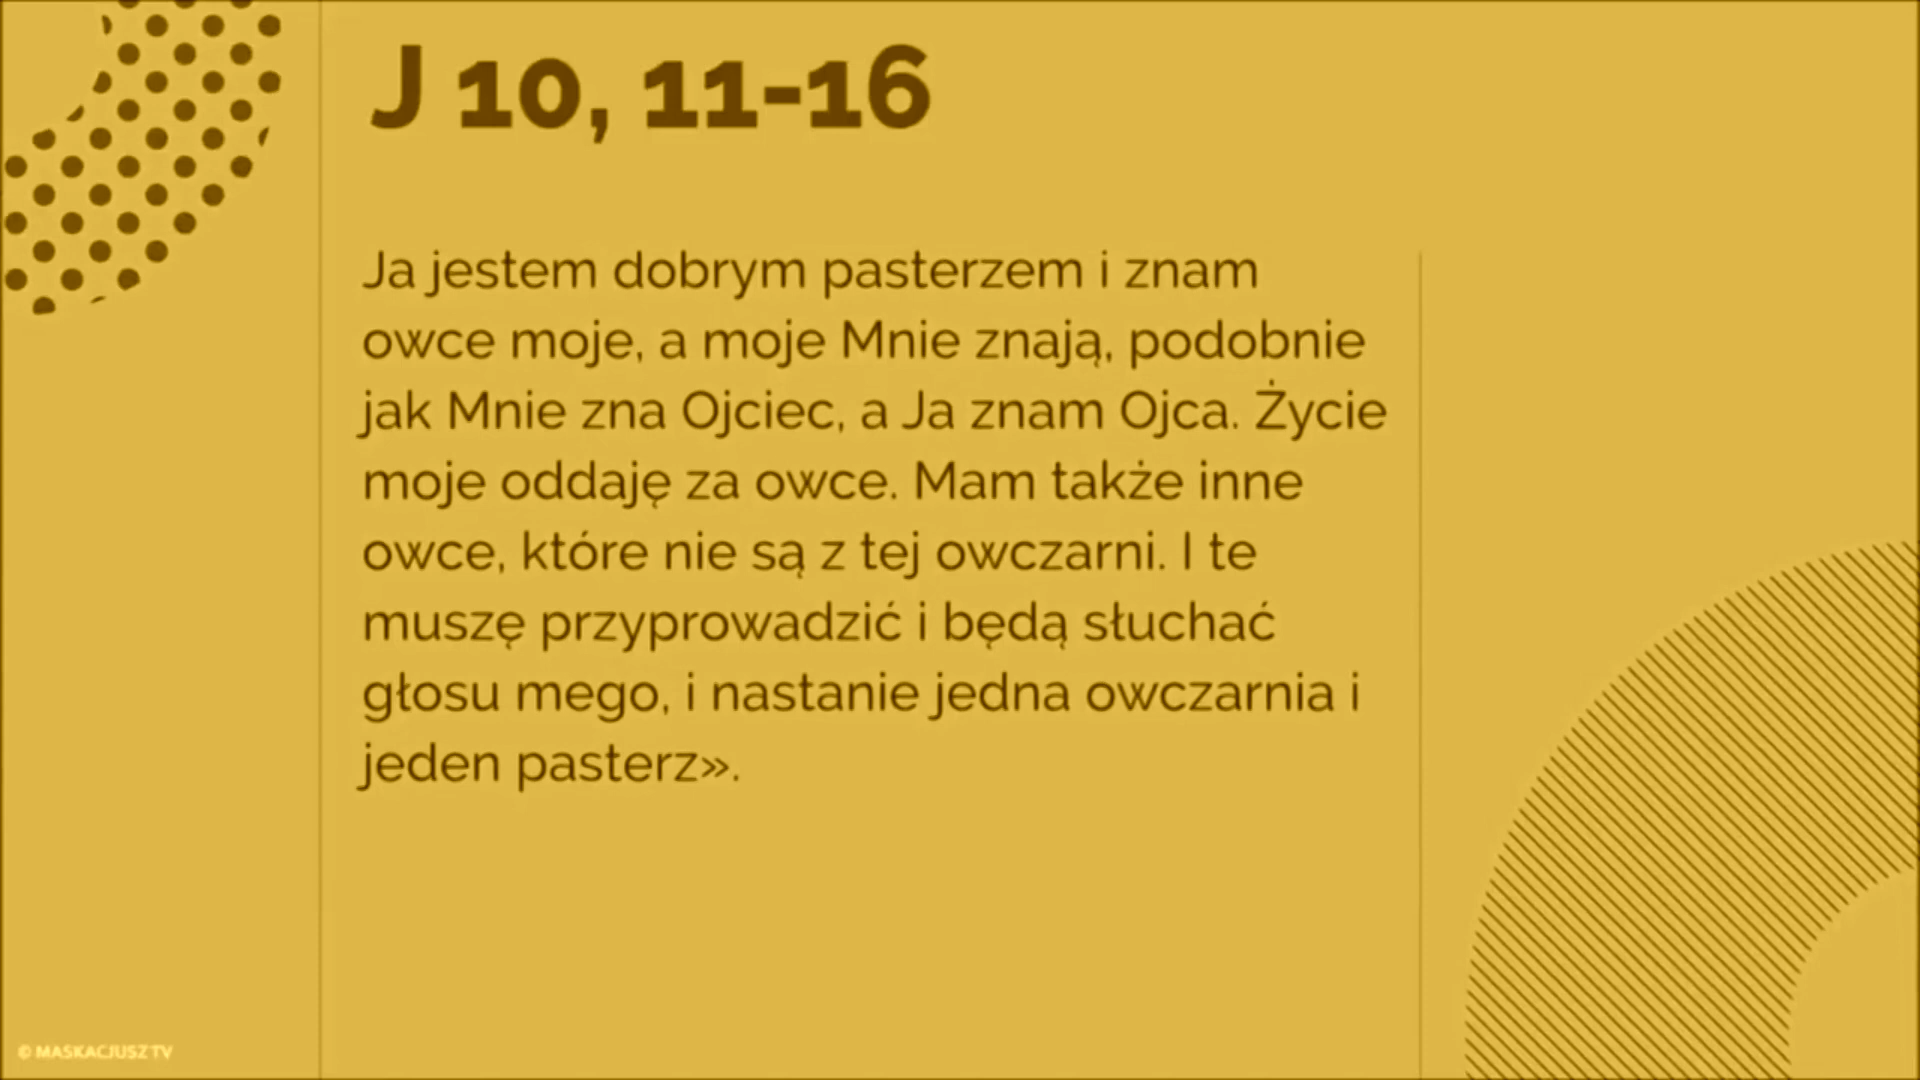 J 10, 11-16
Ja jestem dobrym pasterzem i znam
owce moje, a moje Mnie znają, podobnie
jak Mnie zna Ojciec, a Ja znam Ojca. Życie
moje oddaję za owce. Mam także inne
owce, które nie są z tej owczarni. I te
muszę przyprowadzić i będą słuchać
głosu mego, i nastanie jedna owczarnia i
jeden pasterz».
© MASKACJUSZ TV